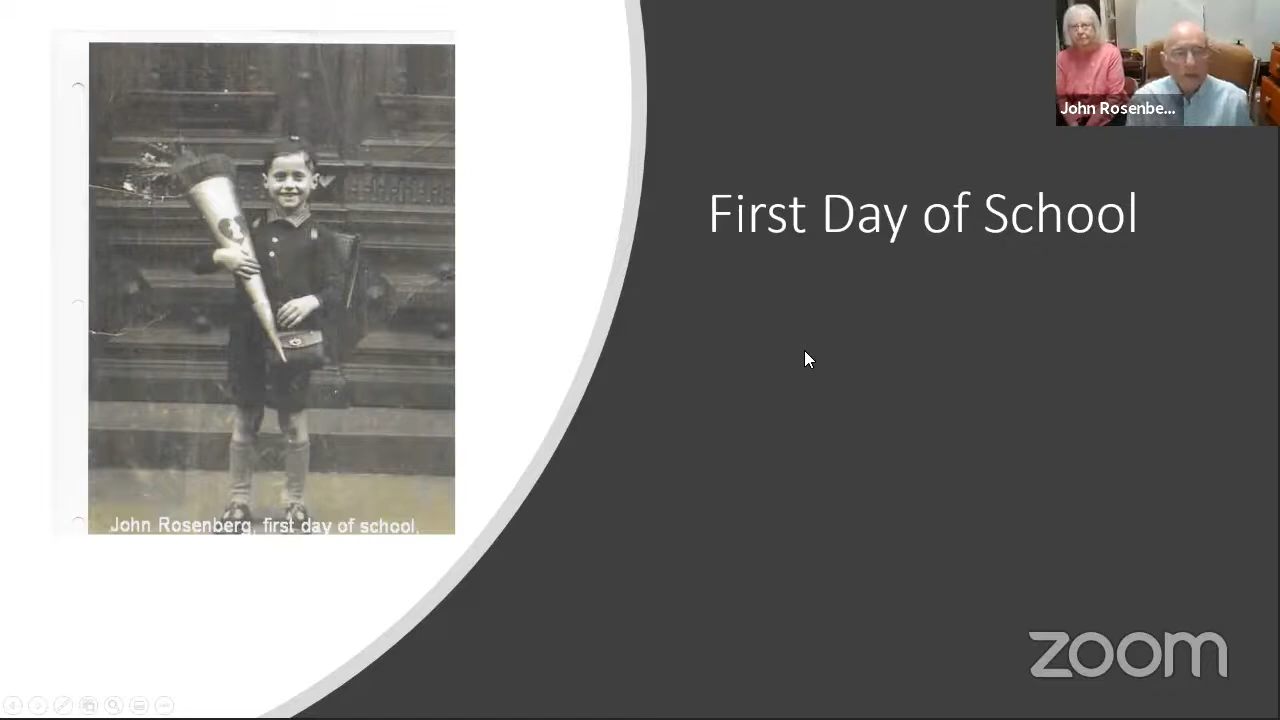 John Rosenbe...
First Day of School
John Rosenberg, first day of school,
zoom